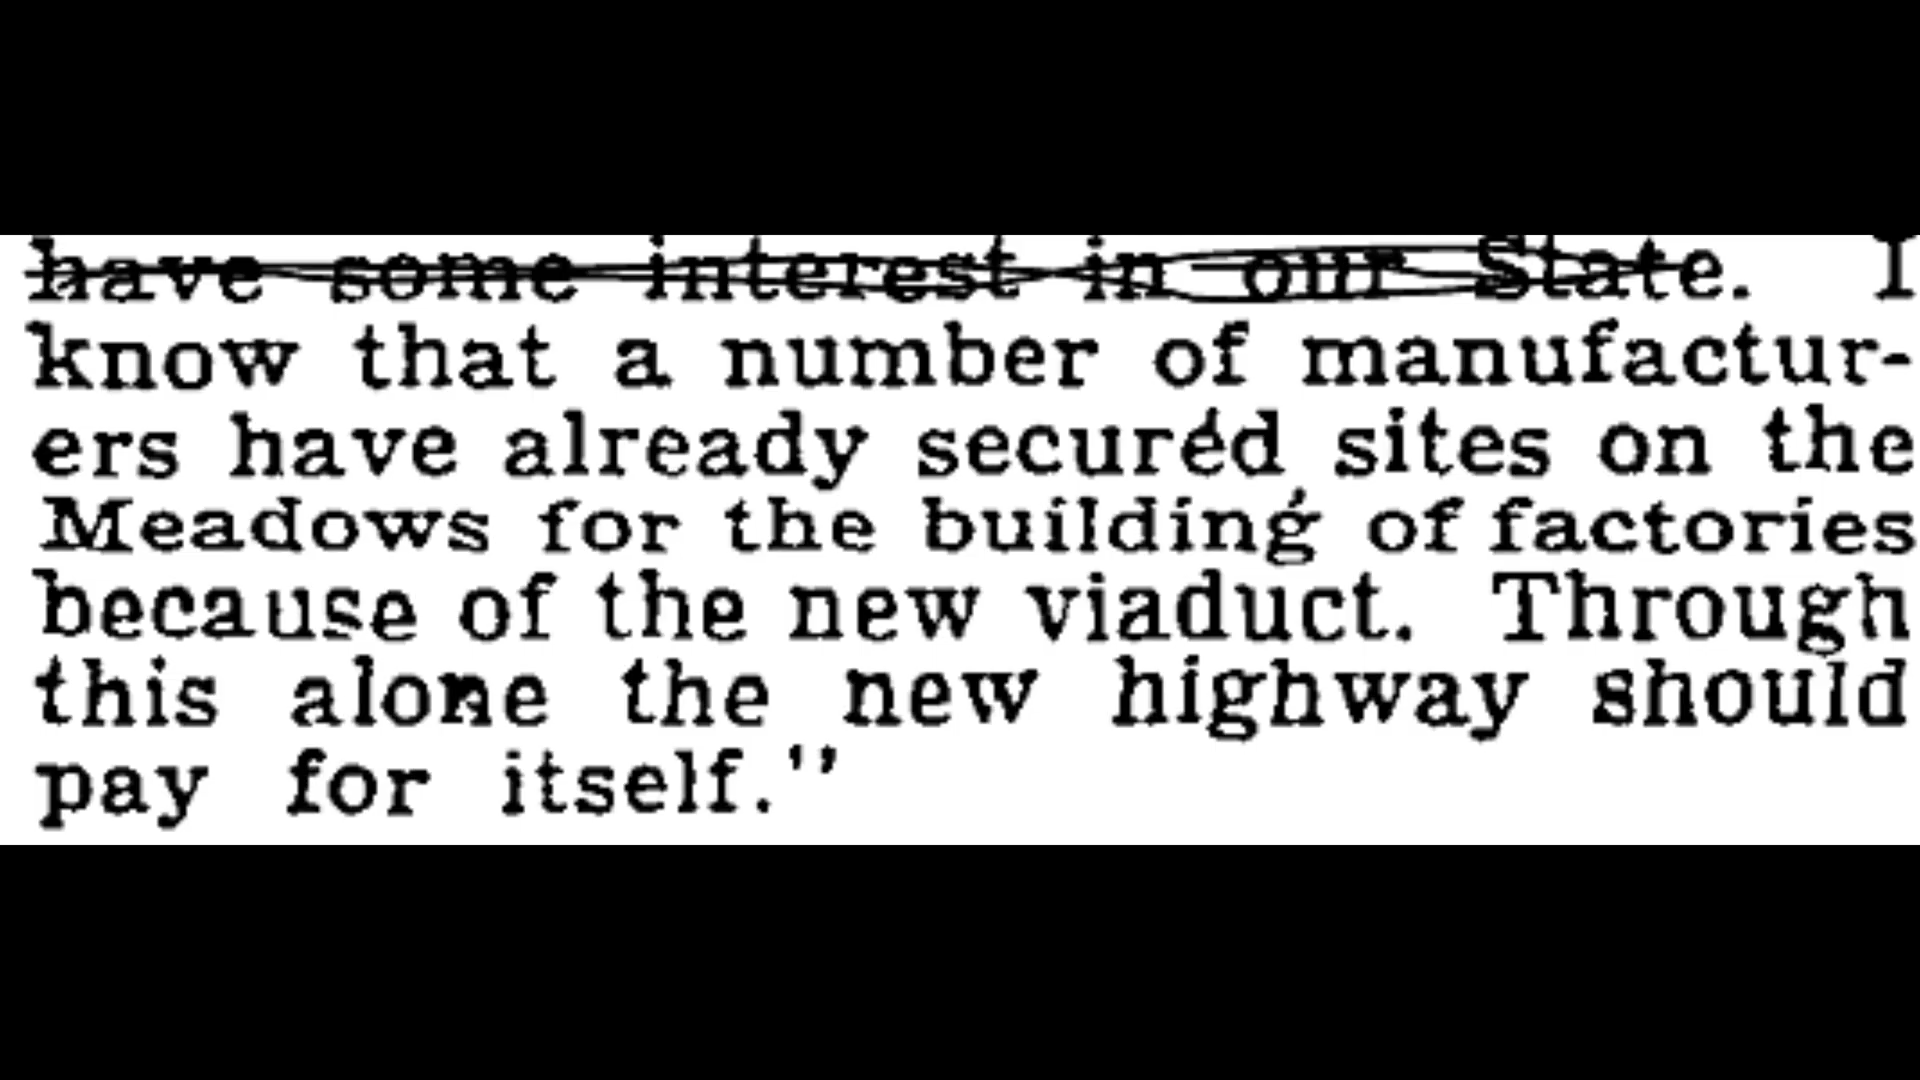 have some interest in our State. I
know that a number of manufactur-
ers have already secured sites on the
Meadows for the building of factories
because of the new viaduct. Through
this alone the new highway should
pay for itself."